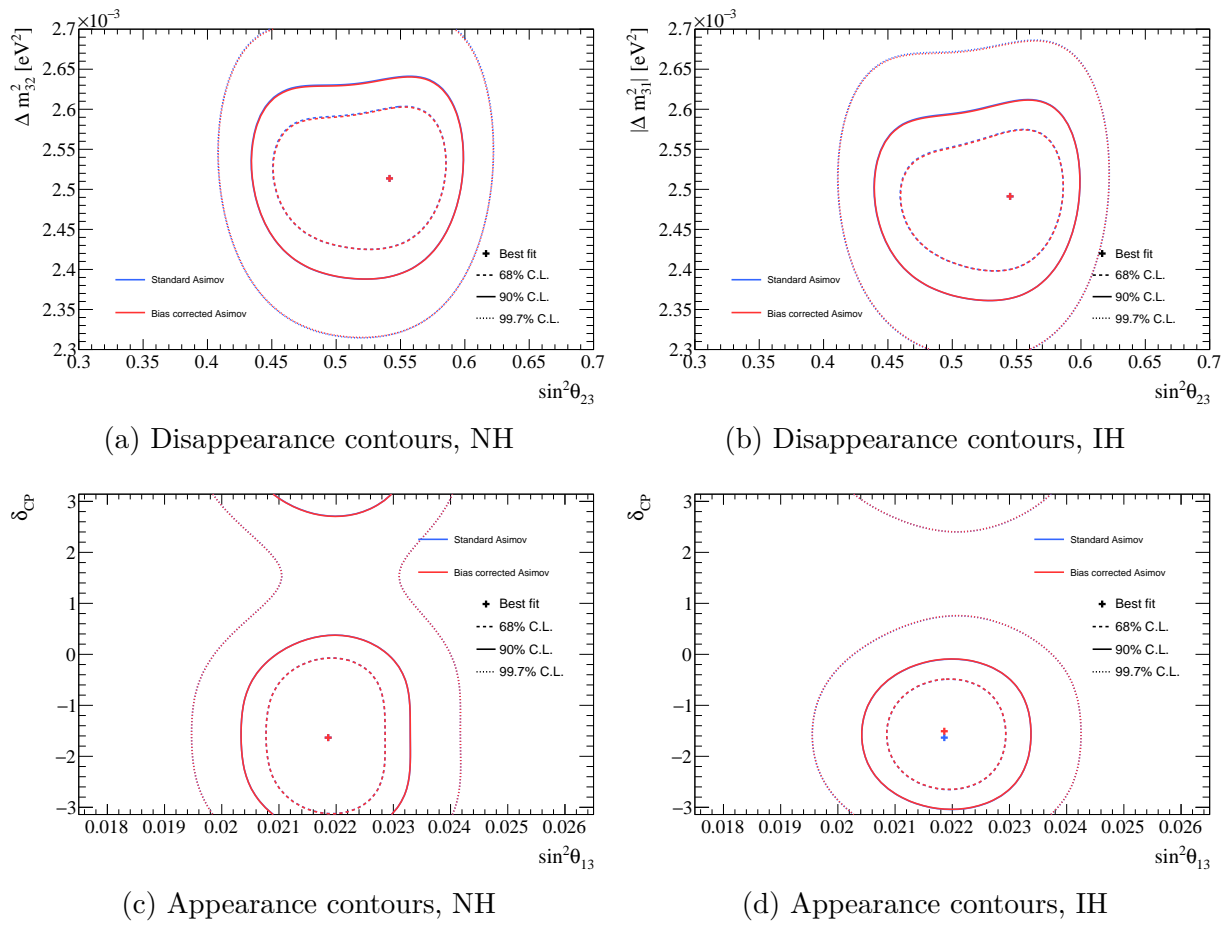 ×10⁻³
Δ m²₃₂ [eV²]
2.7
2.65
2.6
2.55
2.5
2.45
2.4
2.35
2.3
Standard Asimov
Bias corrected Asimov
Best fit
68% C.L.
90% C.L.
99.7% C.L.
0.3 0.35 0.4 0.45 0.5 0.55 0.6 0.65 0.7
sin²θ₂₃
(a) Disappearance contours, NH
×10⁻³
|Δ m²₃₁| [eV²]
2.7
2.65
2.6
2.55
2.5
2.45
2.4
2.35
2.3
Standard Asimov
Bias corrected Asimov
Best fit
68% C.L.
90% C.L.
99.7% C.L.
0.3 0.35 0.4 0.45 0.5 0.55 0.6 0.65 0.7
sin²θ₂₃
(b) Disappearance contours, IH
δCP
3
2
1
0
−1
−2
−3
Standard Asimov
Bias corrected Asimov
Best fit
68% C.L.
90% C.L.
99.7% C.L.
0.018 0.019 0.02 0.021 0.022 0.023 0.024 0.025 0.026
sin²θ₁₃
(c) Appearance contours, NH
δCP
3
2
1
0
−1
−2
−3
Standard Asimov
Bias corrected Asimov
Best fit
68% C.L.
90% C.L.
99.7% C.L.
0.018 0.019 0.02 0.021 0.022 0.023 0.024 0.025 0.026
sin²θ₁₃
(d) Appearance contours, IH